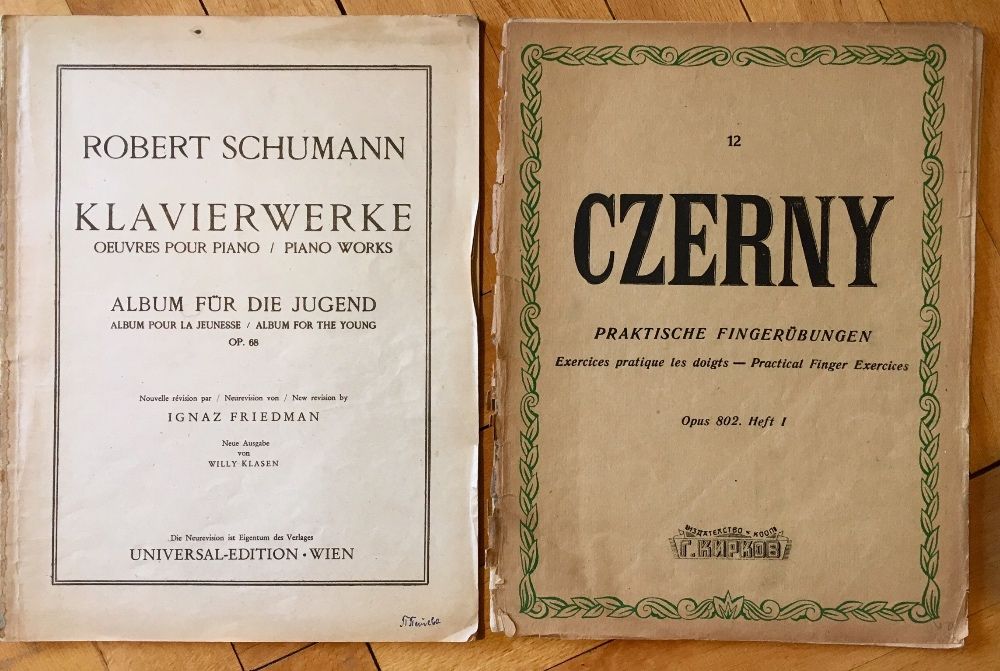 ROBERT SCHUMANN
KLAVIERWERKE
OEUVRES POUR PIANO / PIANO WORKS
ALBUM FÜR DIE JUGEND
ALBUM POUR LA JEUNESSE / ALBUM FOR THE YOUNG
OP. 68
Nouvelle révision par / Neurevision von / New revision by
IGNAZ FRIEDMAN
Neue Ausgabe
von
WILLY KLASEN
Die Neurevision ist Eigentum des Verlages
UNIVERSAL-EDITION · WIEN
12
CZERNY
PRAKTISCHE FINGERÜBUNGEN
Exercices pratique les doigts — Practical Finger Exercices
Opus 802. Heft I
ИЗДАТЕЛСТВО
Г. КИРКОВ